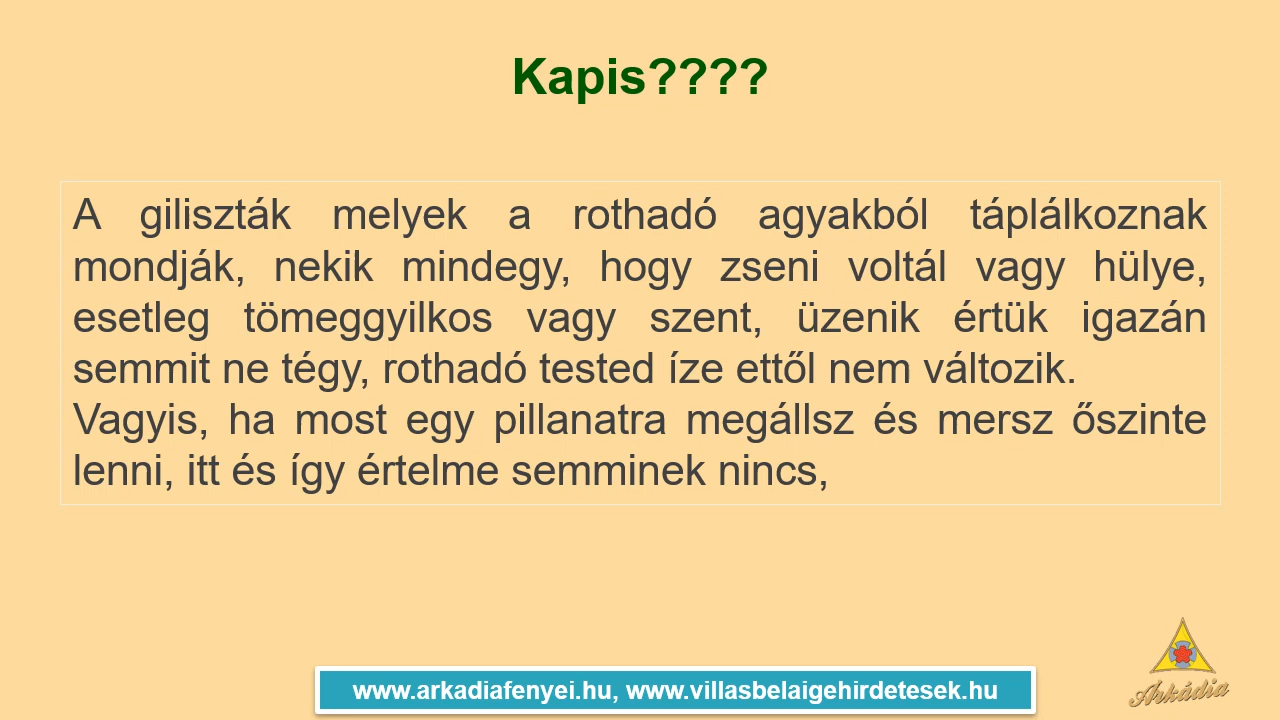 Kapis????
A giliszták melyek a rothadó agyakból táplálkoznak
mondják, nekik mindegy, hogy zseni voltál vagy hülye,
esetleg tömeggyilkos vagy szent, üzenik értük igazán
semmit ne tégy, rothadó tested íze ettől nem változik.
Vagyis, ha most egy pillanatra megállsz és mersz őszinte
lenni, itt és így értelme semminek nincs,
www.arkadiafenyei.hu, www.villasbelaigehirdetesek.hu
Arkádia